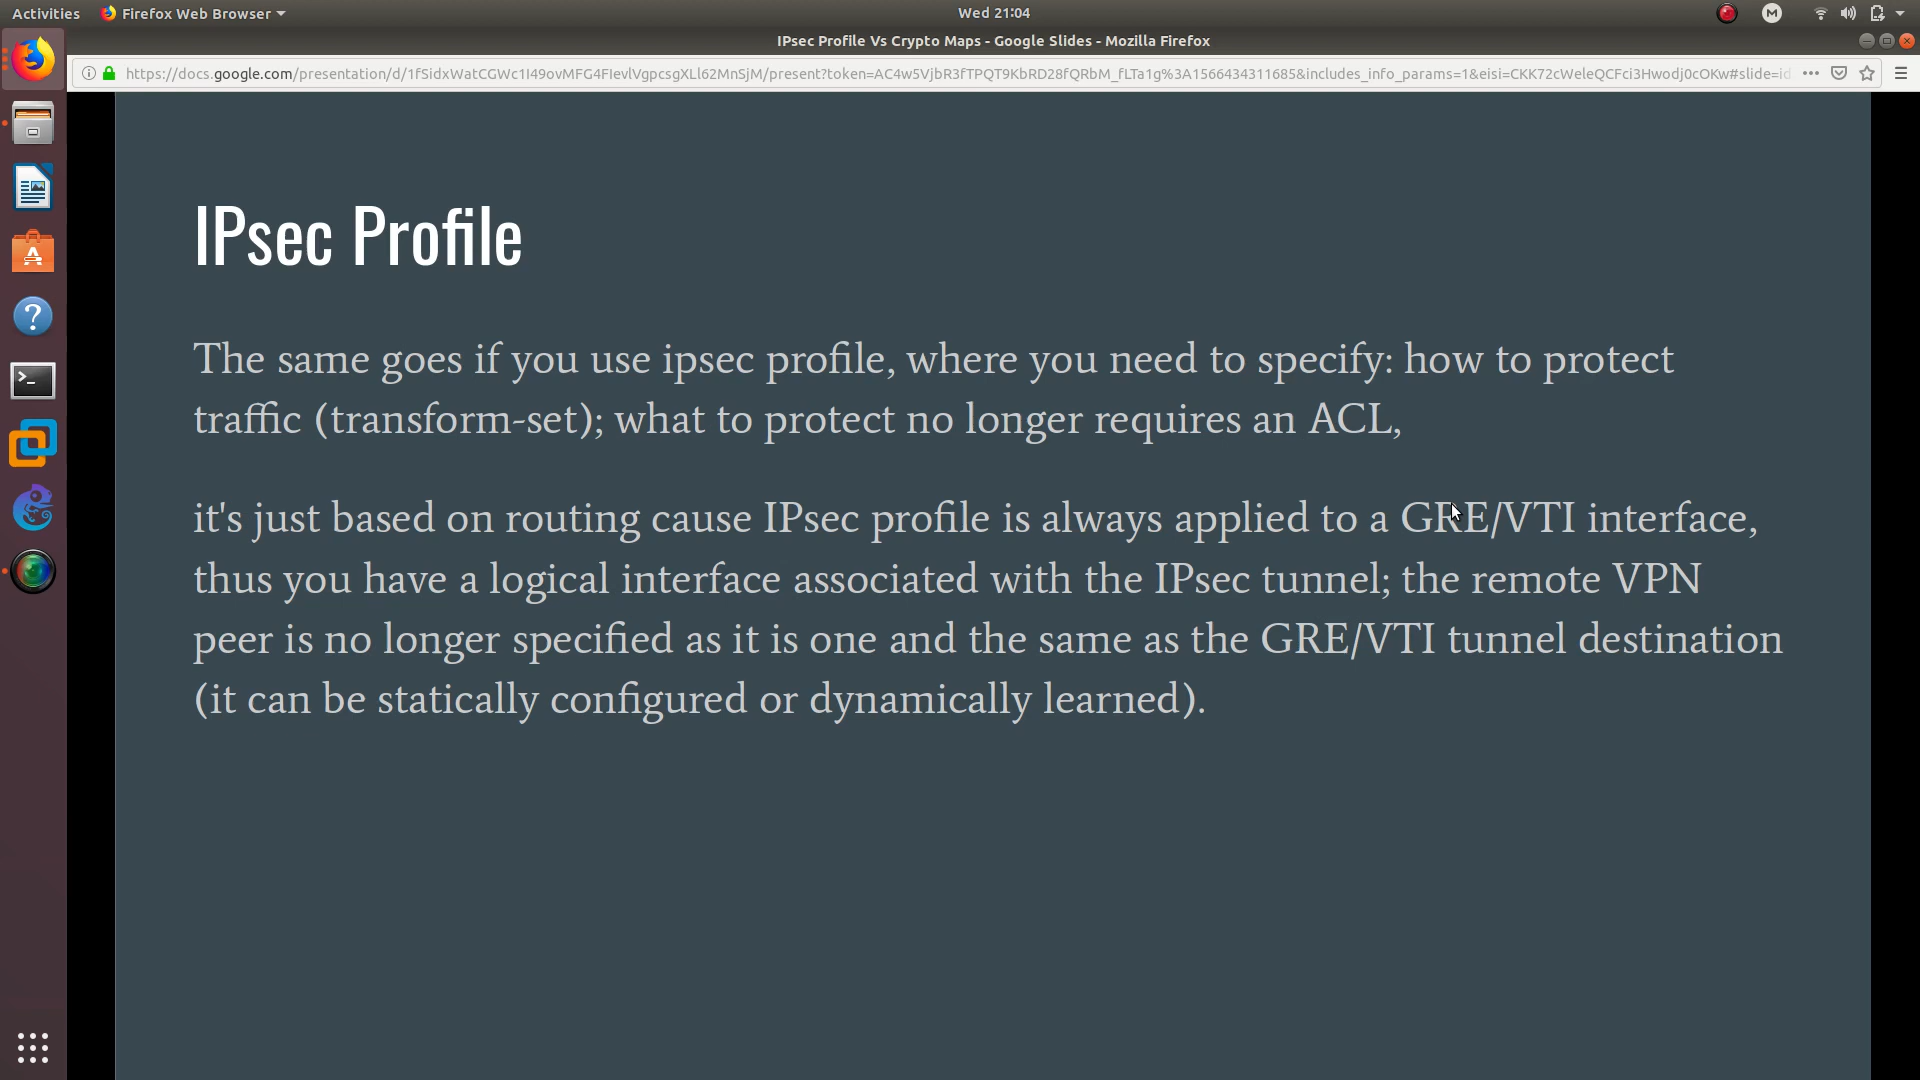 Activities
Firefox Web Browser
Wed 21:04
M
IPsec Profile Vs Crypto Maps - Google Slides - Mozilla Firefox
https://docs.google.com/presentation/d/1fSidxWatCGWc1I49ovMFG4FIevlVgpcsgXLl62MnSjM/present?token=AC4w5VjbR3fTPQT9KbRD28fQRbM_fLTa1g%3A1566434311685&includes_info_params=1&eisi=CKK72cWeleQCFci3Hwodj0cOKw#slide=id
IPsec Profile
The same goes if you use ipsec profile, where you need to specify: how to protect
traffic (transform-set); what to protect no longer requires an ACL,
it's just based on routing cause IPsec profile is always applied to a GRE/VTI interface,
thus you have a logical interface associated with the IPsec tunnel; the remote VPN
peer is no longer specified as it is one and the same as the GRE/VTI tunnel destination
(it can be statically configured or dynamically learned).